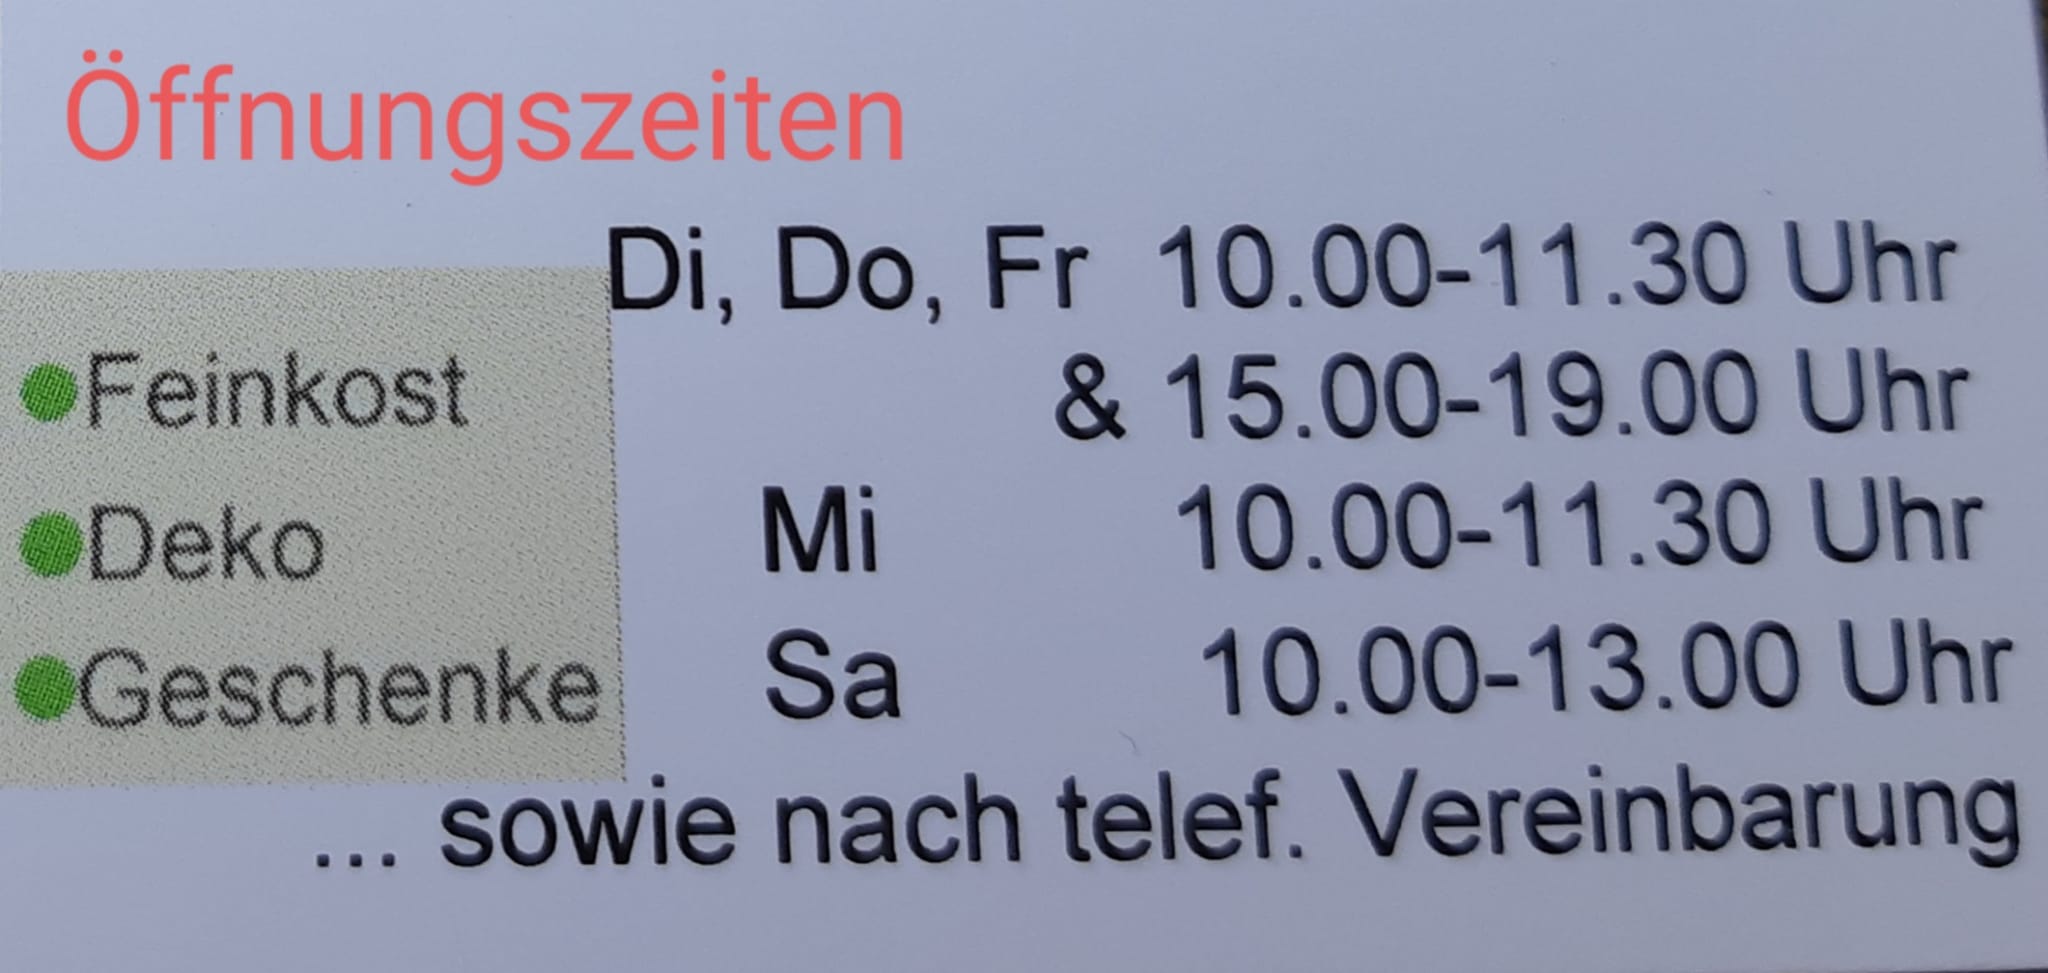 Öffnungszeiten
Di, Do, Fr 10.00-11.30 Uhr
& 15.00-19.00 Uhr
Mi 10.00-11.30 Uhr
Sa 10.00-13.00 Uhr
... sowie nach telef. Vereinbarung
●Feinkost
●Deko
●Geschenke